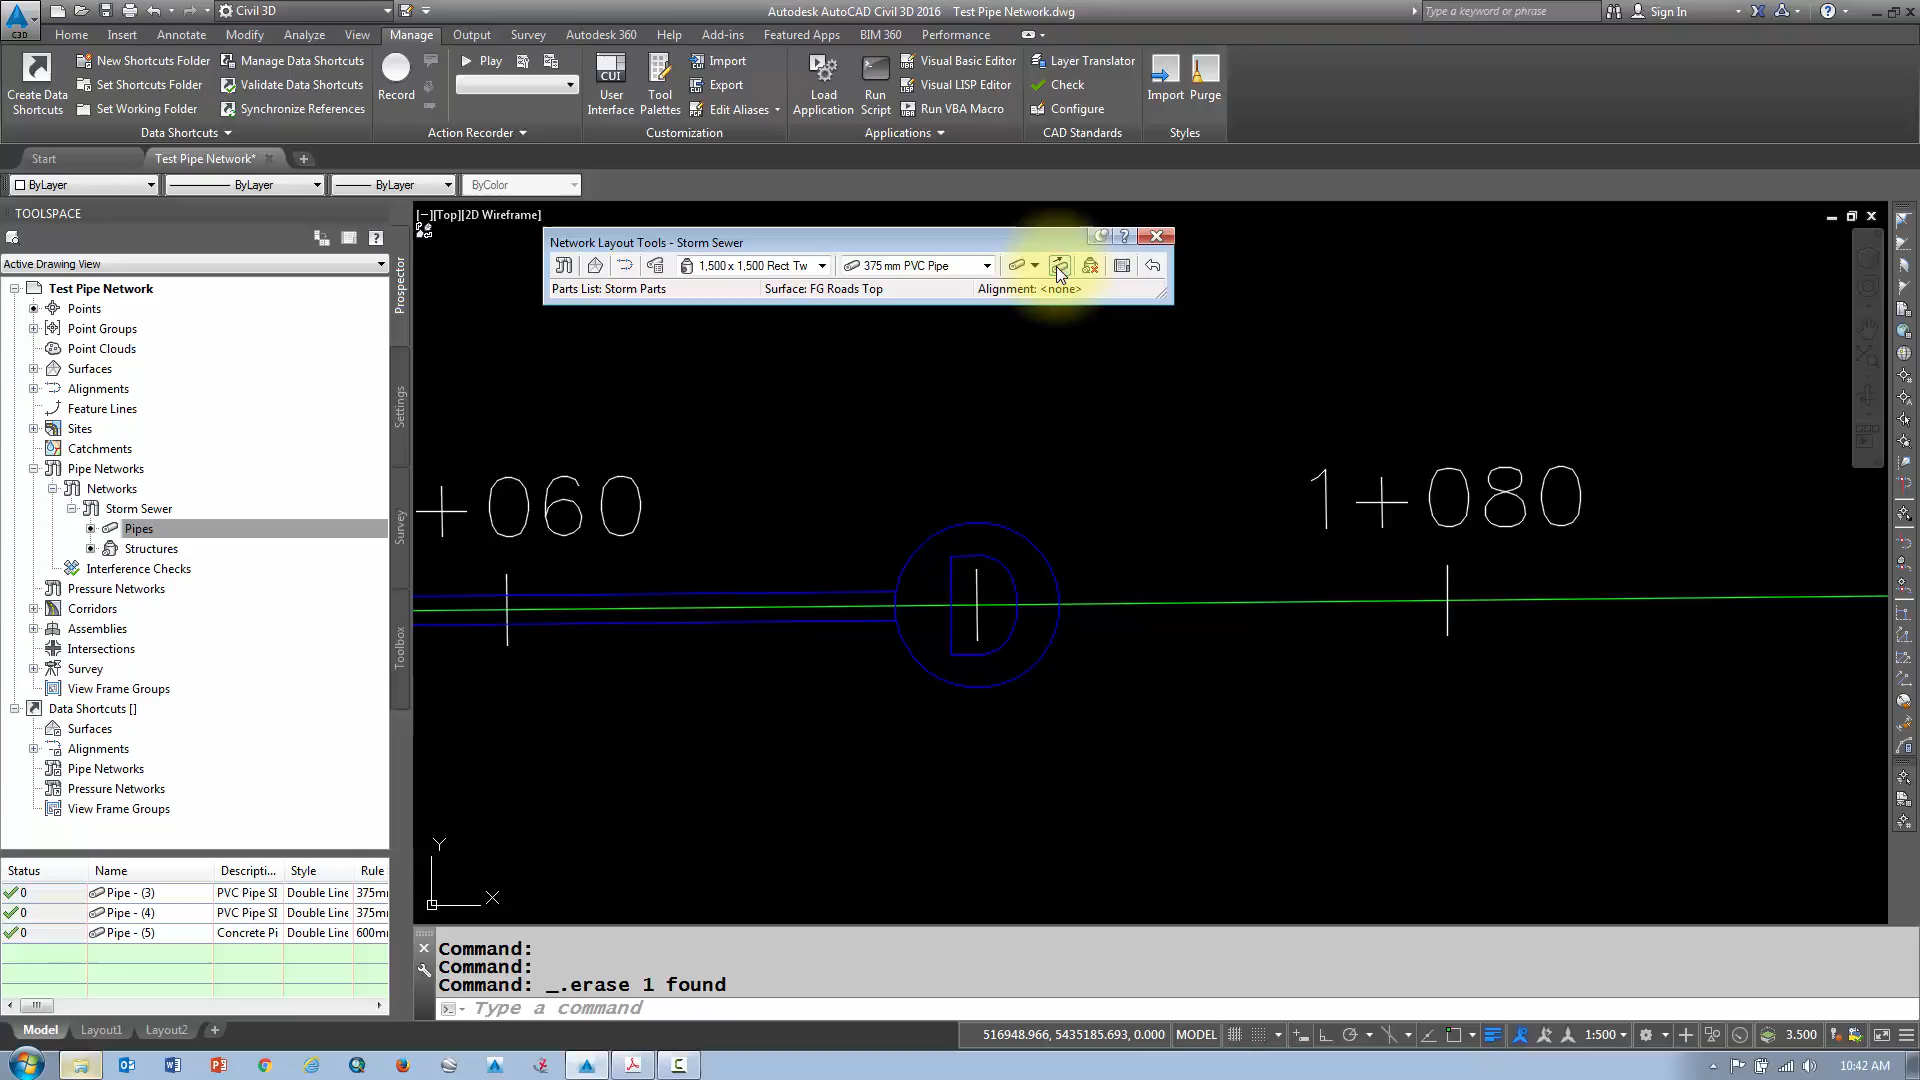 Civil 3D
Autodesk AutoCAD Civil 3D 2016 Test Pipe Network.dwg
Type a keyword or phrase
Sign In
C3D
Home Insert Annotate Modify Analyze View Manage Output Survey Autodesk 360 Help Add-ins Featured Apps BIM 360 Performance
Create Data Shortcuts
New Shortcuts Folder
Set Shortcuts Folder
Set Working Folder
Manage Data Shortcuts
Validate Data Shortcuts
Synchronize References
Data Shortcuts
Record
Play
Action Recorder
CUI
User Interface
Tool Palettes
Import
Export
Edit Aliases
Customization
Load Application
Run Script
Visual Basic Editor
Visual LISP Editor
Run VBA Macro
Applications
Layer Translator
Check
Configure
CAD Standards
Import
Purge
Styles
Start
Test Pipe Network*
ByLayer ByLayer ByLayer ByColor
TOOLSPACE
Active Drawing View
Test Pipe Network
Points
Point Groups
Point Clouds
Surfaces
Alignments
Feature Lines
Sites
Catchments
Pipe Networks
Networks
Storm Sewer
Pipes
Structures
Interference Checks
Pressure Networks
Corridors
Assemblies
Intersections
Survey
View Frame Groups
Data Shortcuts []
Surfaces
Alignments
Pipe Networks
Pressure Networks
View Frame Groups
Prospector
Settings
Survey
Toolbox
Status Name Descripti... Style Rule
0 Pipe - (3) PVC Pipe SI Double Line 375m
0 Pipe - (4) PVC Pipe SI Double Line 375m
0 Pipe - (5) Concrete Pi Double Line 600m
[−][Top][2D Wireframe]
Network Layout Tools - Storm Sewer
1,500 x 1,500 Rect Tw
375 mm PVC Pipe
Parts List: Storm Parts Surface: FG Roads Top Alignment: <none>
+060
1+080
D
Y
X
Command:
Command:
Command: _.erase 1 found
Type a command
Model Layout1 Layout2
516948.966, 5435185.693, 0.000 MODEL
1:500
3.500
10:42 AM